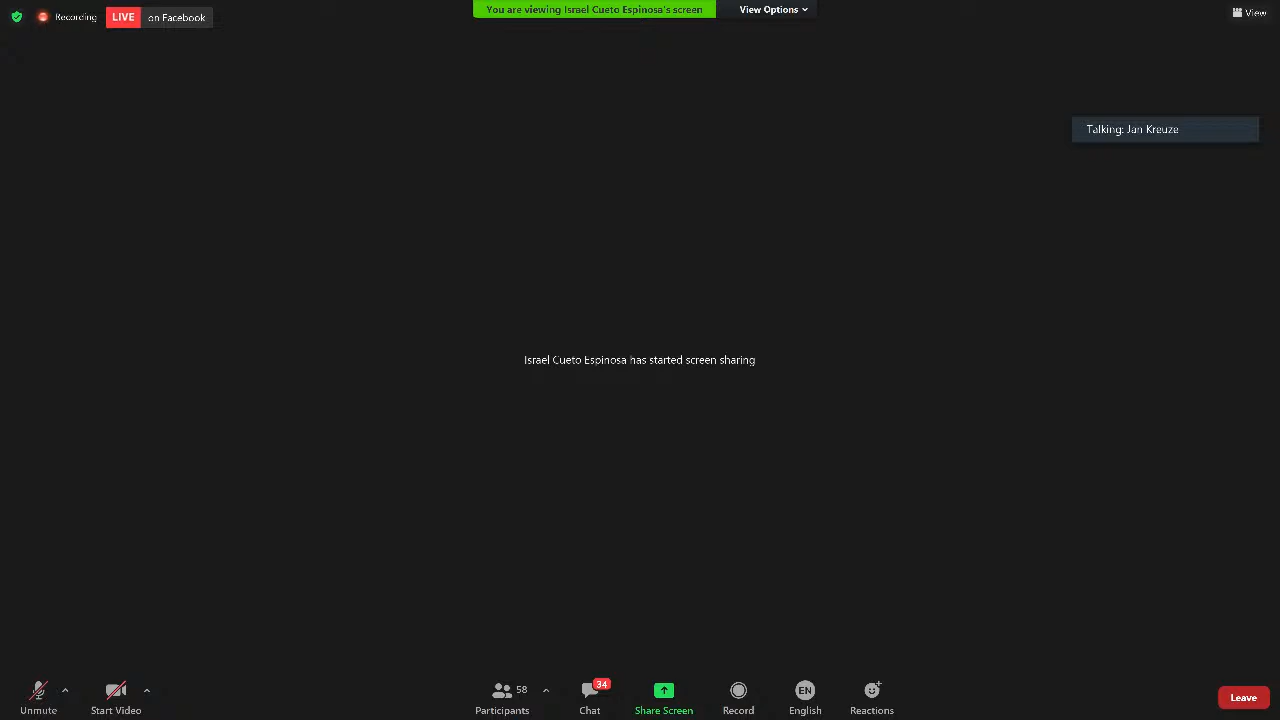 Recording LIVE on Facebook
You are viewing Israel Cueto Espinosa's screen View Options
View
Talking: Jan Kreuze
Israel Cueto Espinosa has started screen sharing
58
34
EN
Unmute Start Video Participants Chat Share Screen Record English Reactions
Leave